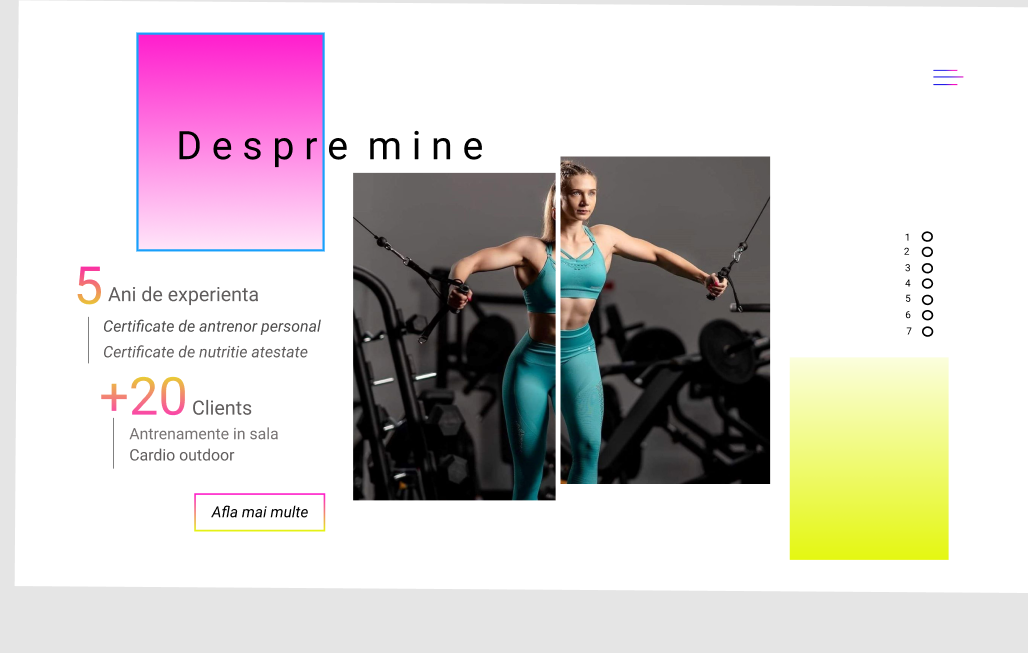 Despre mine
5 Ani de experienta
Certificate de antrenor personal
Certificate de nutritie atestate
+20 Clients
Antrenamente in sala
Cardio outdoor
Afla mai multe
1
2
3
4
5
6
7